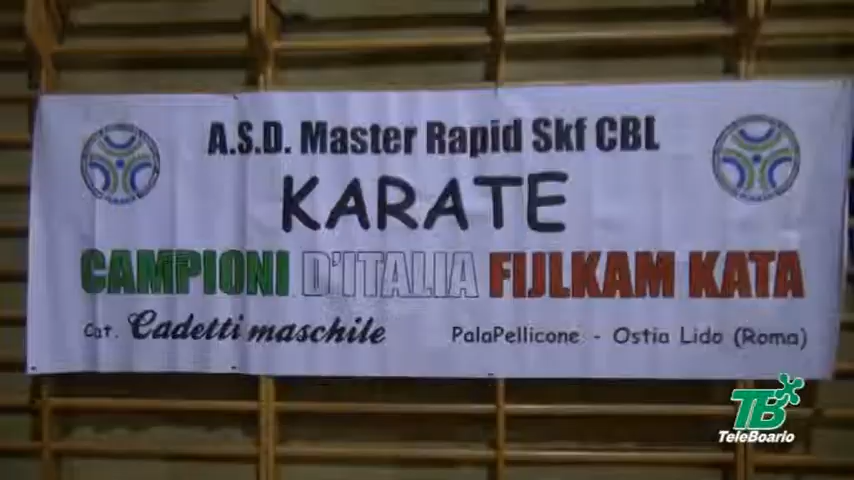 A.S.D. Master Rapid Skf CBL
KARATE
CAMPIONI D'ITALIA FIJLKAM KATA
Cat. Cadetti maschile PalaPellicone - Ostia Lido (Roma)
TB
TeleBoario